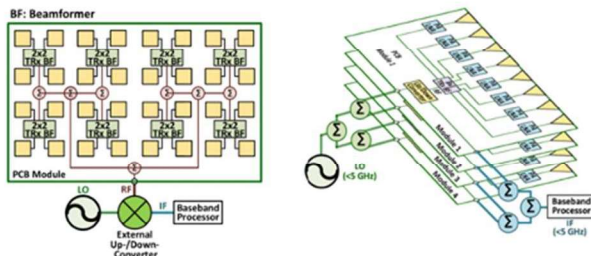 BF: Beamformer
2x2
TRx BF
2x2
TRx BF
2x2
TRx BF
2x2
TRx BF
Σ
Σ
Σ
Σ
Σ
Σ
2x2
TRx BF
2x2
TRx BF
2x2
TRx BF
2x2
TRx BF
Σ
PCB Module
RF
LO
IF
Baseband
Processor
External
Up-/Down-
Converter
PCB
Module 1
Σ
Σ
Σ
LO
(<5 GHz)
Module 1
Module 2
Module 3
Module 4
Σ
Σ
Σ
Baseband
Processor
IF
(<5 GHz)